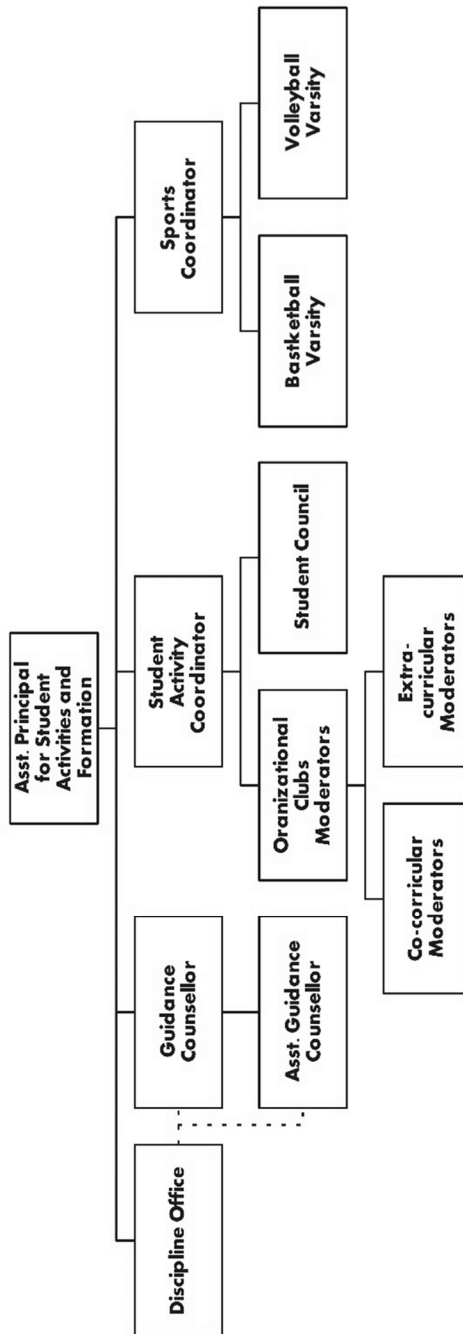 Asst. Principal
for Student
Activities and
Formation
Discipline Office
Guidance
Counsellor
Student
Activity
Coordinator
Sports
Coordinator
Asst. Guidance
Counsellor
Oranizational
Clubs
Moderators
Student Council
Bastketball
Varsity
Volleyball
Varsity
Co-corricular
Moderators
Extra-
curricular
Moderators